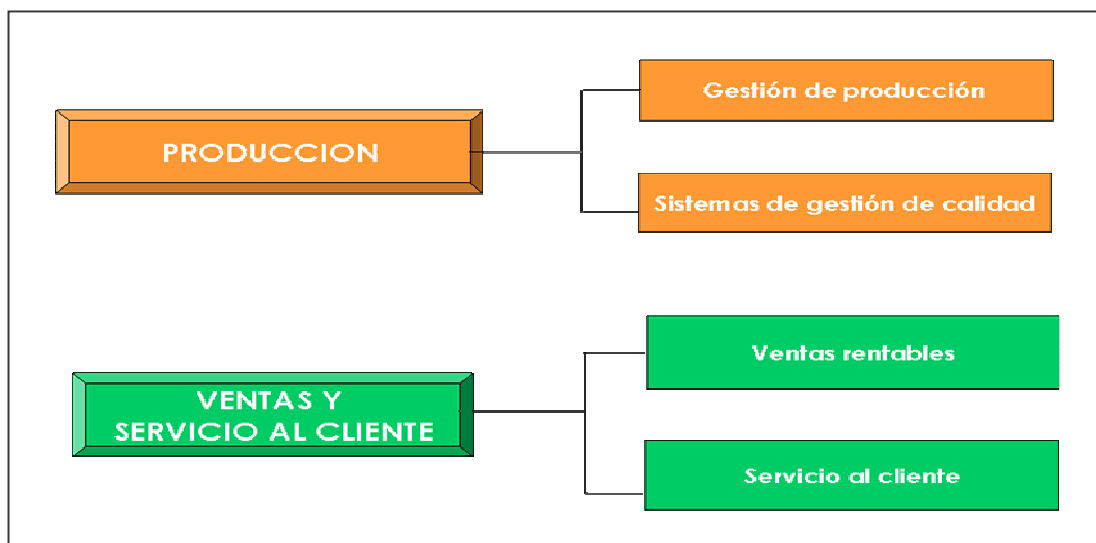 PRODUCCION
Gestión de producción
Sistemas de gestión de calidad
VENTAS Y
SERVICIO AL CLIENTE
Ventas rentables
Servicio al cliente